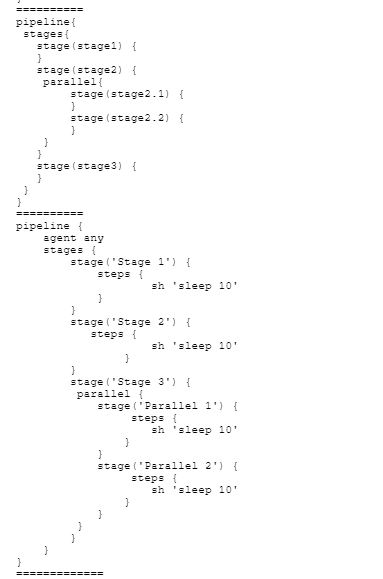 ==========
pipeline{
 stages{
   stage(stage1) {
   }
   stage(stage2) {
    parallel{
        stage(stage2.1) {
        }
        stage(stage2.2) {
        }
    }
   }
   stage(stage3) {
   }
 }
}
==========
pipeline {
    agent any
    stages {
        stage('Stage 1') {
            steps {
                    sh 'sleep 10'
            }
        }
        stage('Stage 2') {
           steps {
                    sh 'sleep 10'
                }
        }
        stage('Stage 3') {
         parallel {
            stage('Parallel 1') {
                 steps {
                    sh 'sleep 10'
                }
            }
            stage('Parallel 2') {
                 steps {
                    sh 'sleep 10'
                }
            }
         }
        }
    }
}
=============